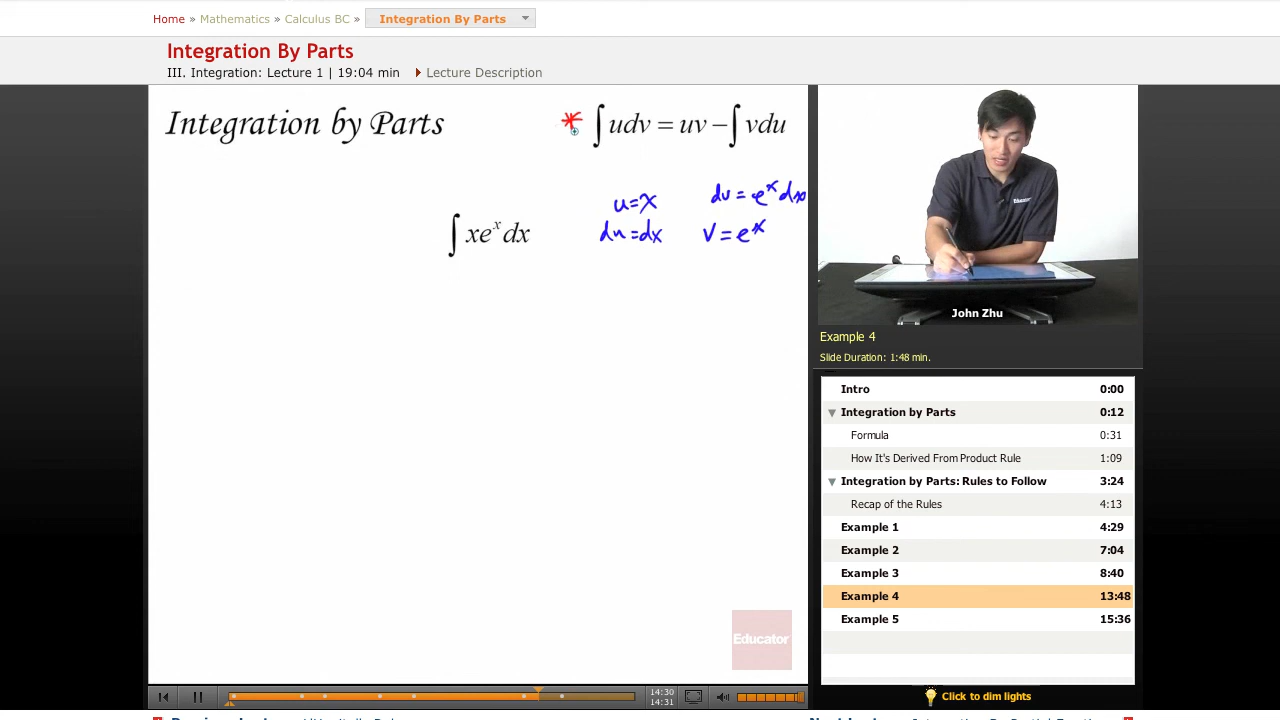 Home » Mathematics » Calculus BC » Integration By Parts
Integration By Parts
III. Integration: Lecture 1 | 19:04 min Lecture Description
Integration by Parts
* ∫udv = uv − ∫vdu
u=x dv=eˣdx
du=dx v=eˣ
∫xeˣdx
Educator
John Zhu
Example 4
Slide Duration: 1:48 min.
Intro 0:00
Integration by Parts 0:12
Formula 0:31
How It's Derived From Product Rule 1:09
Integration by Parts: Rules to Follow 3:24
Recap of the Rules 4:13
Example 1 4:29
Example 2 7:04
Example 3 8:40
Example 4 13:48
Example 5 15:36
14:30
14:31
Click to dim lights